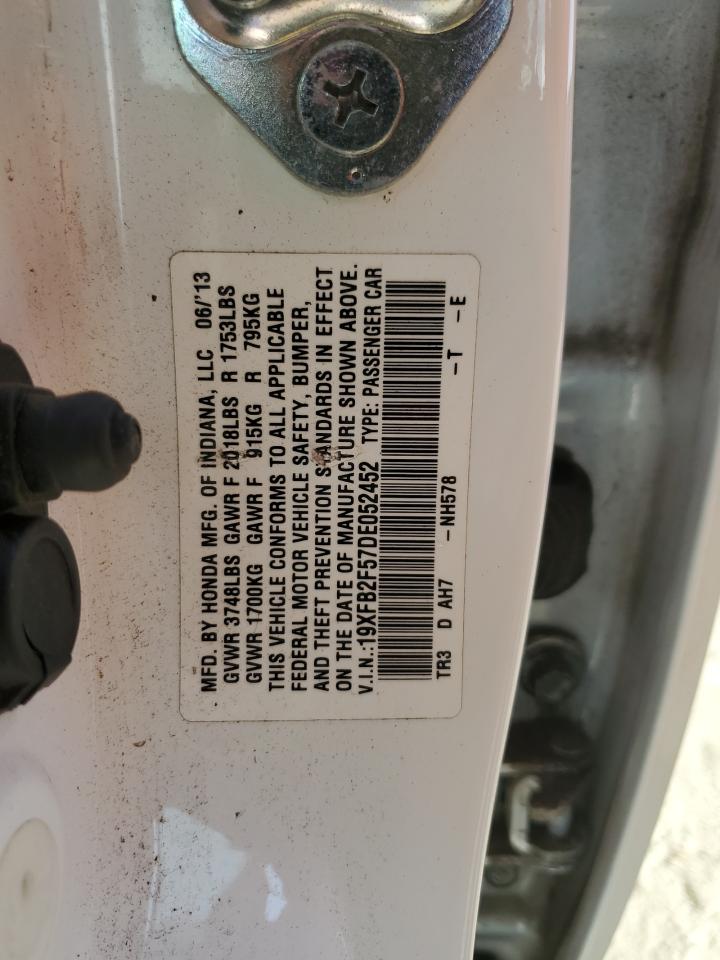 MFD. BY HONDA MFG. OF INDIANA, LLC 06/'13
GVWR 3748LBS GAWR F 2018LBS R 1753LBS
GVWR 1700KG GAWR F 915KG R 795KG
THIS VEHICLE CONFORMS TO ALL APPLICABLE
FEDERAL MOTOR VEHICLE SAFETY, BUMPER,
AND THEFT PREVENTION STANDARDS IN EFFECT
ON THE DATE OF MANUFACTURE SHOWN ABOVE.
V.I.N.:19XFB2F57DE052452 TYPE: PASSENGER CAR
TR3 D AH7 -NH578 -T -E